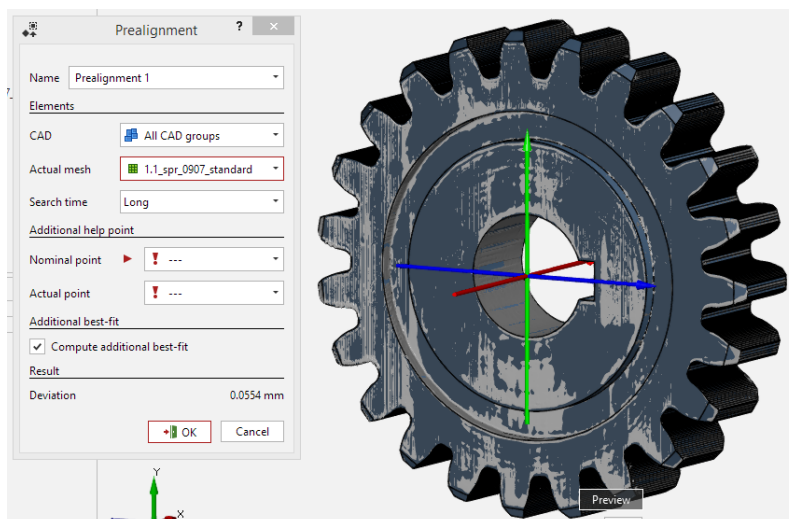 Prealignment ? ×
Name Prealignment 1
Elements
CAD All CAD groups
Actual mesh 1.1_spr_0907_standard
Search time Long
Additional help point
Nominal point ---
Actual point ---
Additional best-fit
Compute additional best-fit
Result
Deviation 0.0554 mm
OK Cancel
Preview
Y
X